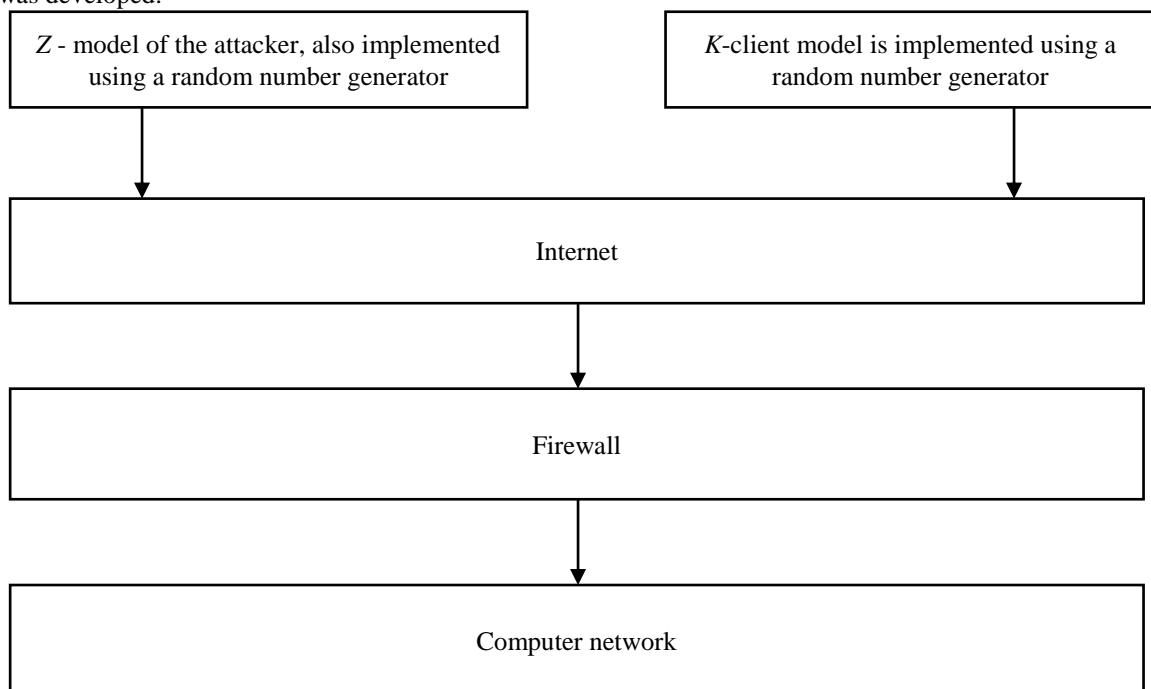 was developed.
Z - model of the attacker, also implemented
using a random number generator
K-client model is implemented using a
random number generator
Internet
Firewall
Computer network